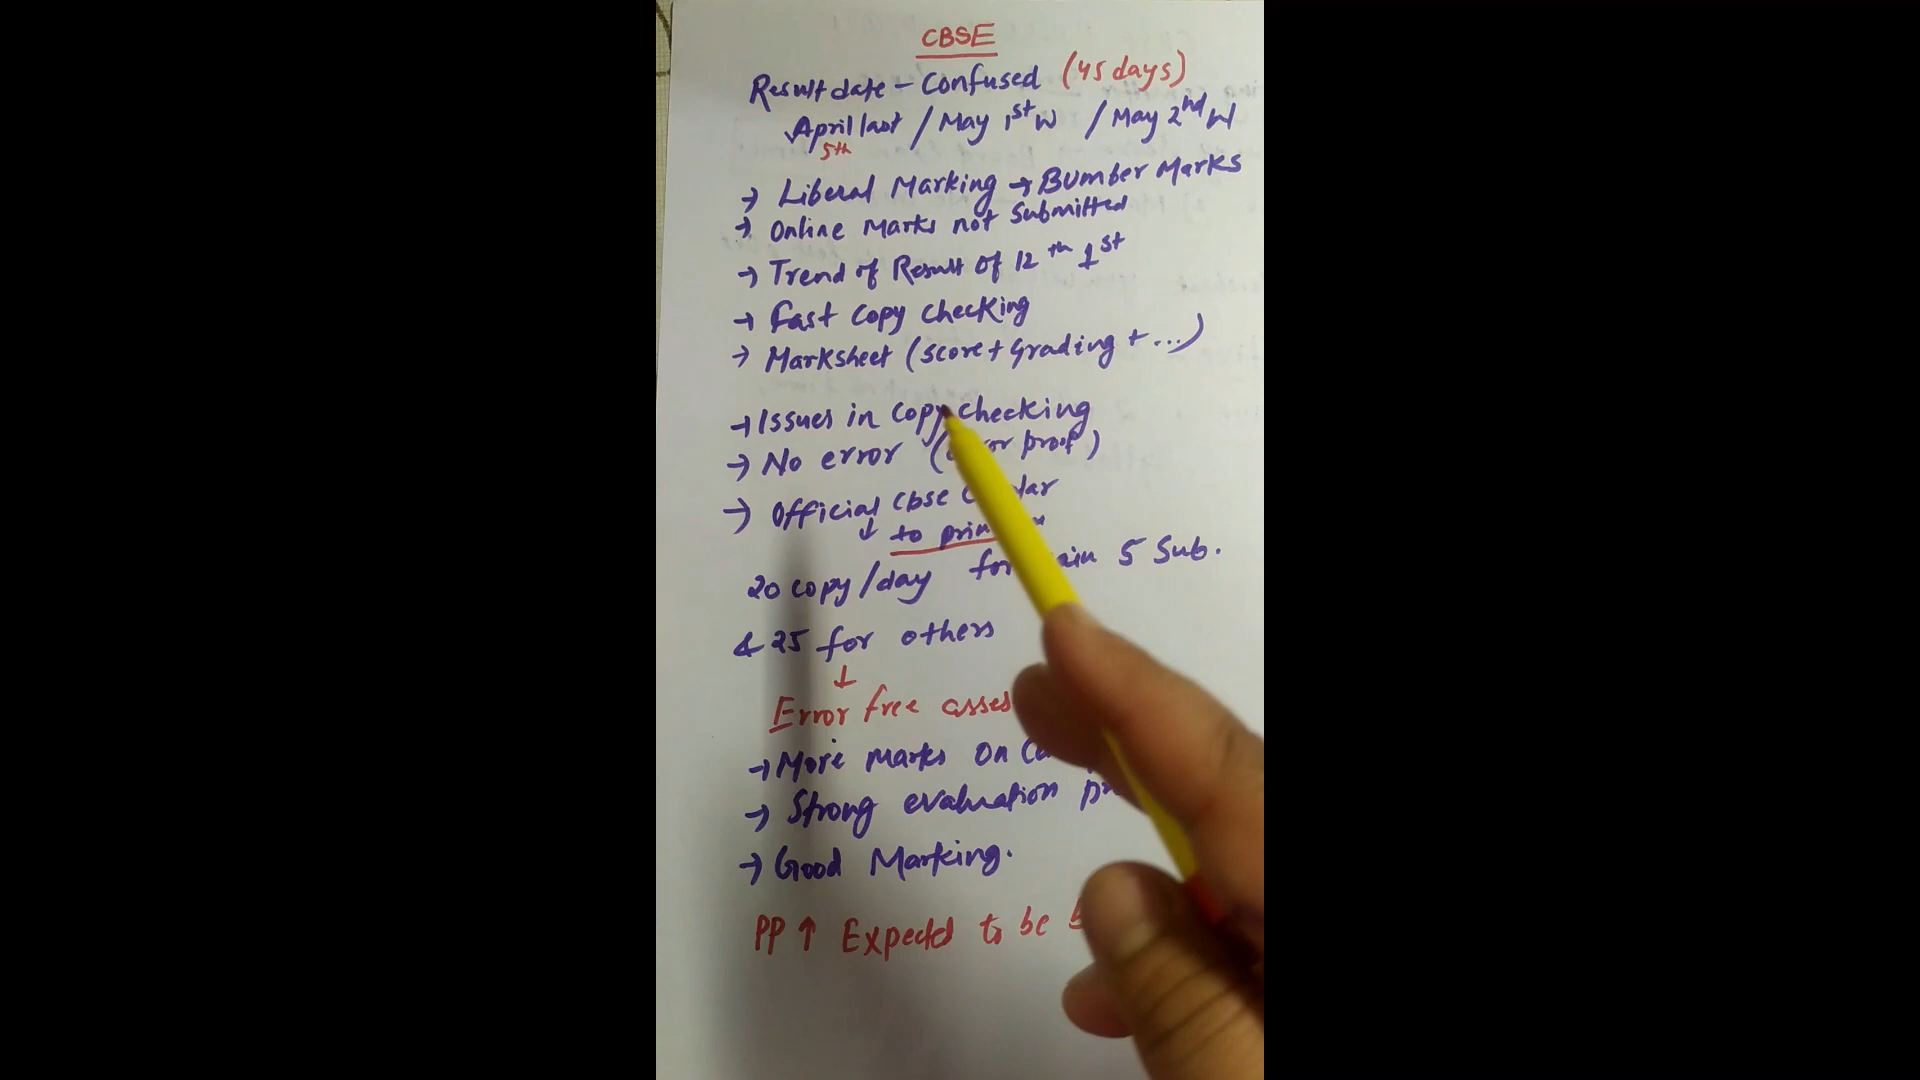 CBSE
Result date - Confused (45 days)
April last / May 1st W / May 2nd W
5th
→ Liberal Marking → Bumber Marks
→ Online Marks not Submitted
→ Trend of Result of 12th 1st
→ Fast Copy Checking
→ Marksheet (Score + Grading + ...)
→ Issues in Copy Checking
→ No error ( proof)
→ Official Cbse
↓ to
20 copy/day for 5 Sub.
& 25 for others
↓
Error free
→ More marks on
→ Strong evaluation
→ Good Marking.
PP ↑ Expected to be